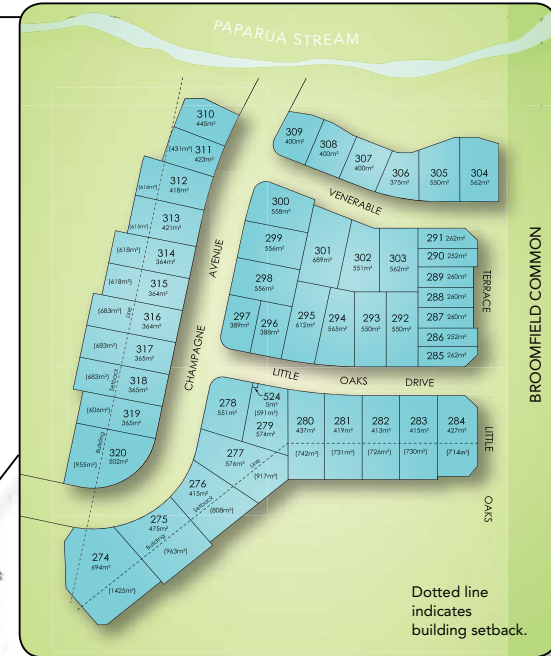 PAPARUA STREAM
310
445m²
(431m²)
311
423m²
(616m²)
312
418m²
(615m²)
313
421m²
(618m²)
314
364m²
(618m²)
315
364m²
(683m²)
316
364m²
(683m²)
317
365m²
(683m²)
318
365m²
(606m²)
319
365m²
(955m²)
320
502m²
Building
Setback
Line
CHAMPAGNE
AVENUE
309
400m²
308
400m²
307
400m²
306
375m²
305
550m²
304
562m²
VENERABLE
300
558m²
299
556m²
298
556m²
297
389m²
296
388m²
301
689m²
302
551m²
303
562m²
295
612m²
294
565m²
293
550m²
292
550m²
291 262m²
290 252m²
289 260m²
288 260m²
287 260m²
286 252m²
285 262m²
TERRACE
BROOMFIELD COMMON
LITTLE OAKS DRIVE
278
551m²
524
5m²
(591m²)
279
574m²
277
576m²
(917m²)
276
415m²
(808m²)
275
475m²
(963m²)
274
694m²
(1425m²)
Building
Setback
Line
280
437m²
(742m²)
281
419m²
(731m²)
282
413m²
(726m²)
283
415m²
(730m²)
284
427m²
(714m²)
LITTLE
OAKS
Dotted line
indicates
building setback.